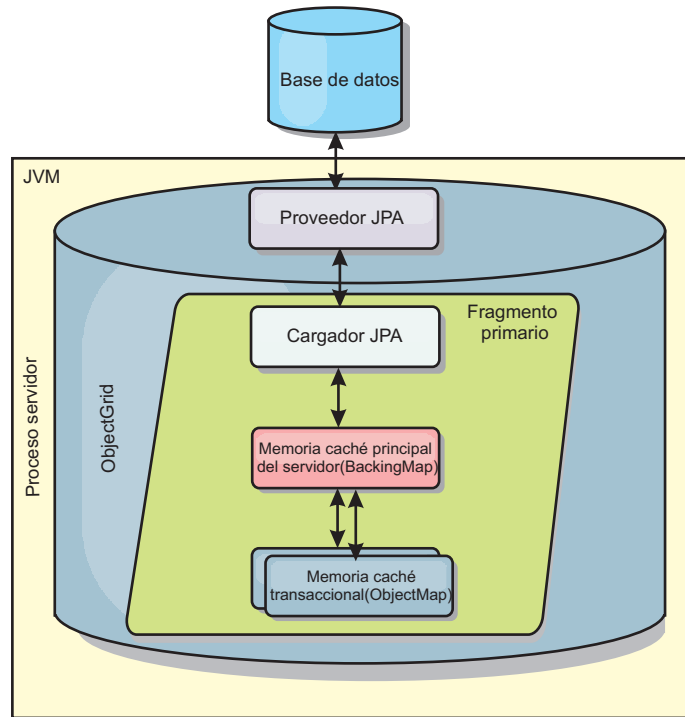 Base de datos
JVM
Proveedor JPA
Fragmento
primario
Cargador JPA
Proceso servidor
ObjectGrid
Memoria caché principal
del servidor(BackingMap)
Memoria caché
transaccional(ObjectMap)